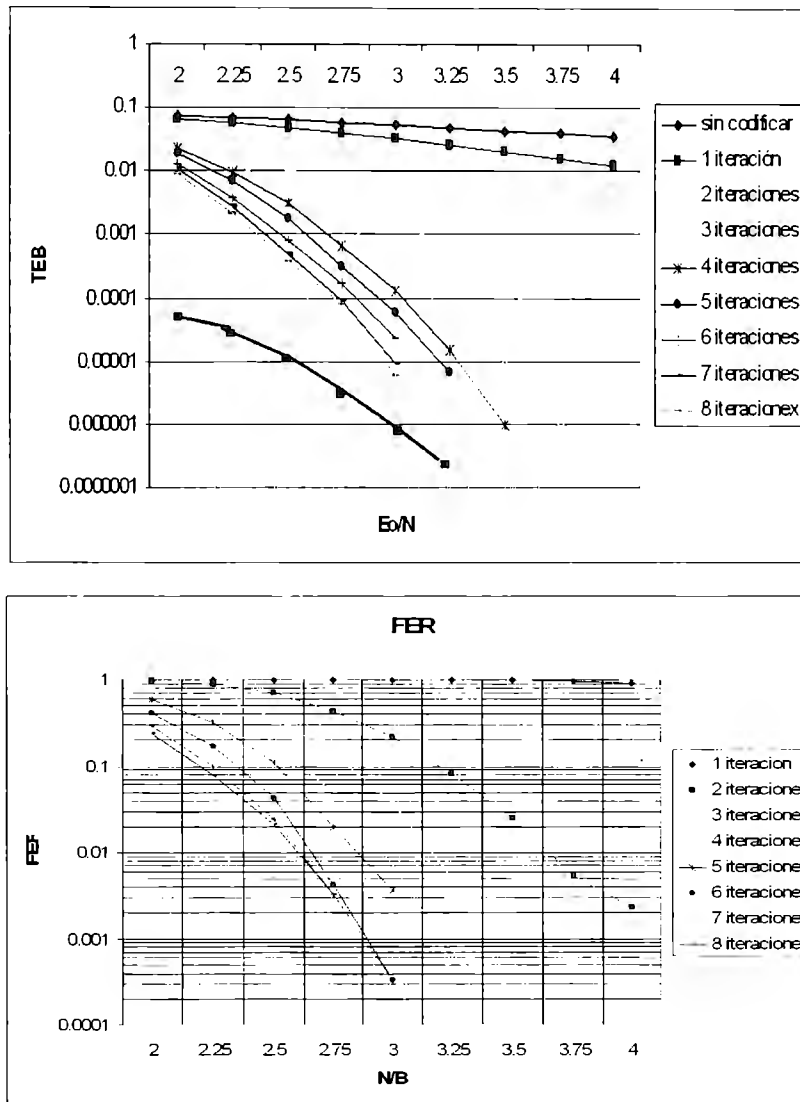 1
2 2.25 2.5 2.75 3 3.25 3.5 3.75 4
0.1
0.01
0.001
0.0001
0.00001
0.000001
0.0000001
TEB
Eo/N
sin codificar
1 iteración
2 iteraciones
3 iteraciones
4 iteraciones
5 iteraciones
6 iteraciones
7 iteraciones
8 iteracionex
FER
1
0.1
0.01
0.001
0.0001
FEF
2 2.25 2.5 2.75 3 3.25 3.5 3.75 4
N/B
1 iteracion
2 iteracione
3 iteracione
4 iteracione
5 iteracione
6 iteracione
7 iteracione
8 iteracione